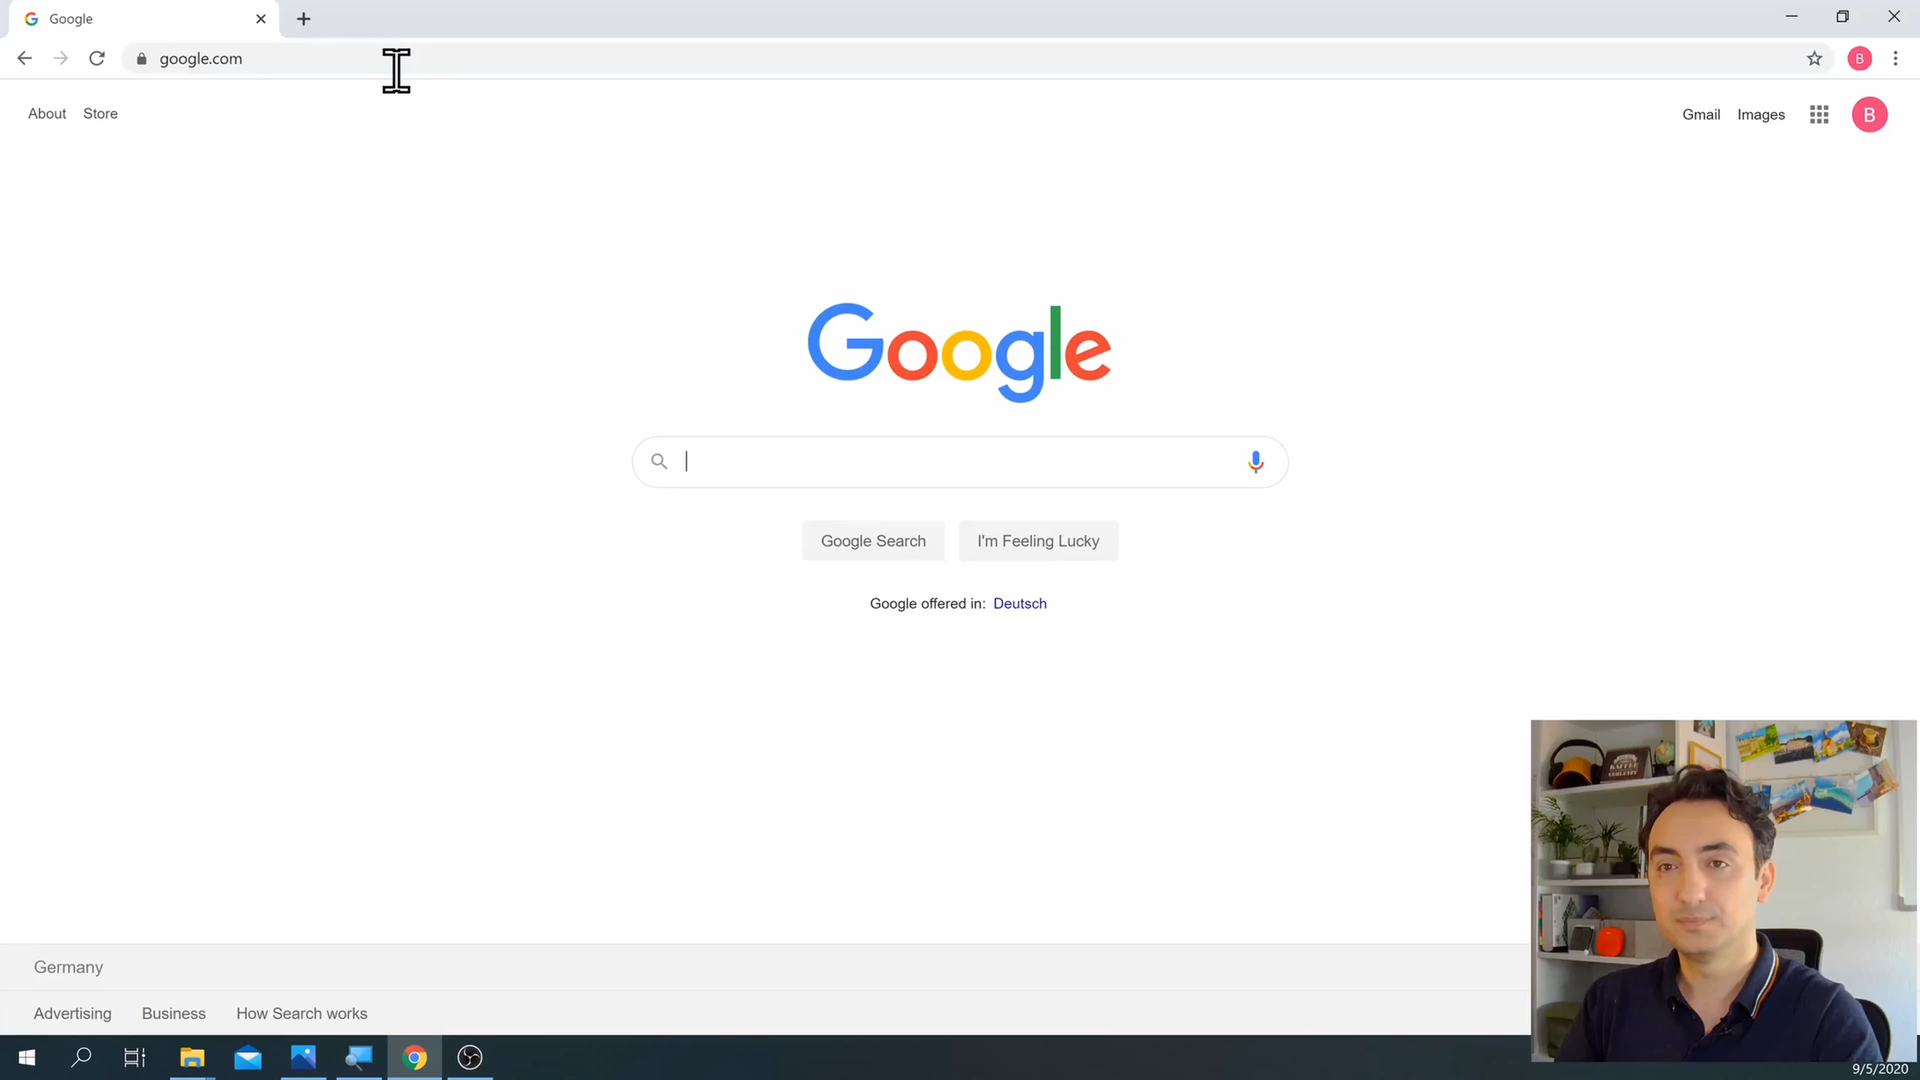 Google
google.com
B
About Store
Gmail Images
B
Google
Google Search I'm Feeling Lucky
Google offered in: Deutsch
Germany
Advertising Business How Search works
9/5/2020